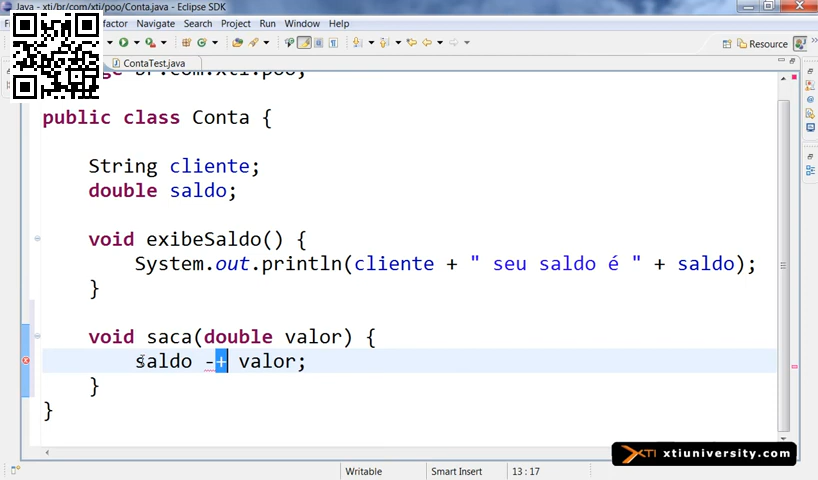 Java - xti/br/com/xti/poo/Conta.java - Eclipse SDK
Navigate Search Project Run Window Help
Resource
ContaTest.java
br.com.xti.poo;
public class Conta {
String cliente;
double saldo;
void exibeSaldo() {
System.out.println(cliente + " seu saldo é " + saldo);
}
void saca(double valor) {
saldo -+ valor;
}
}
XTI xtiuniversity.com
Writable Smart Insert 13 : 17